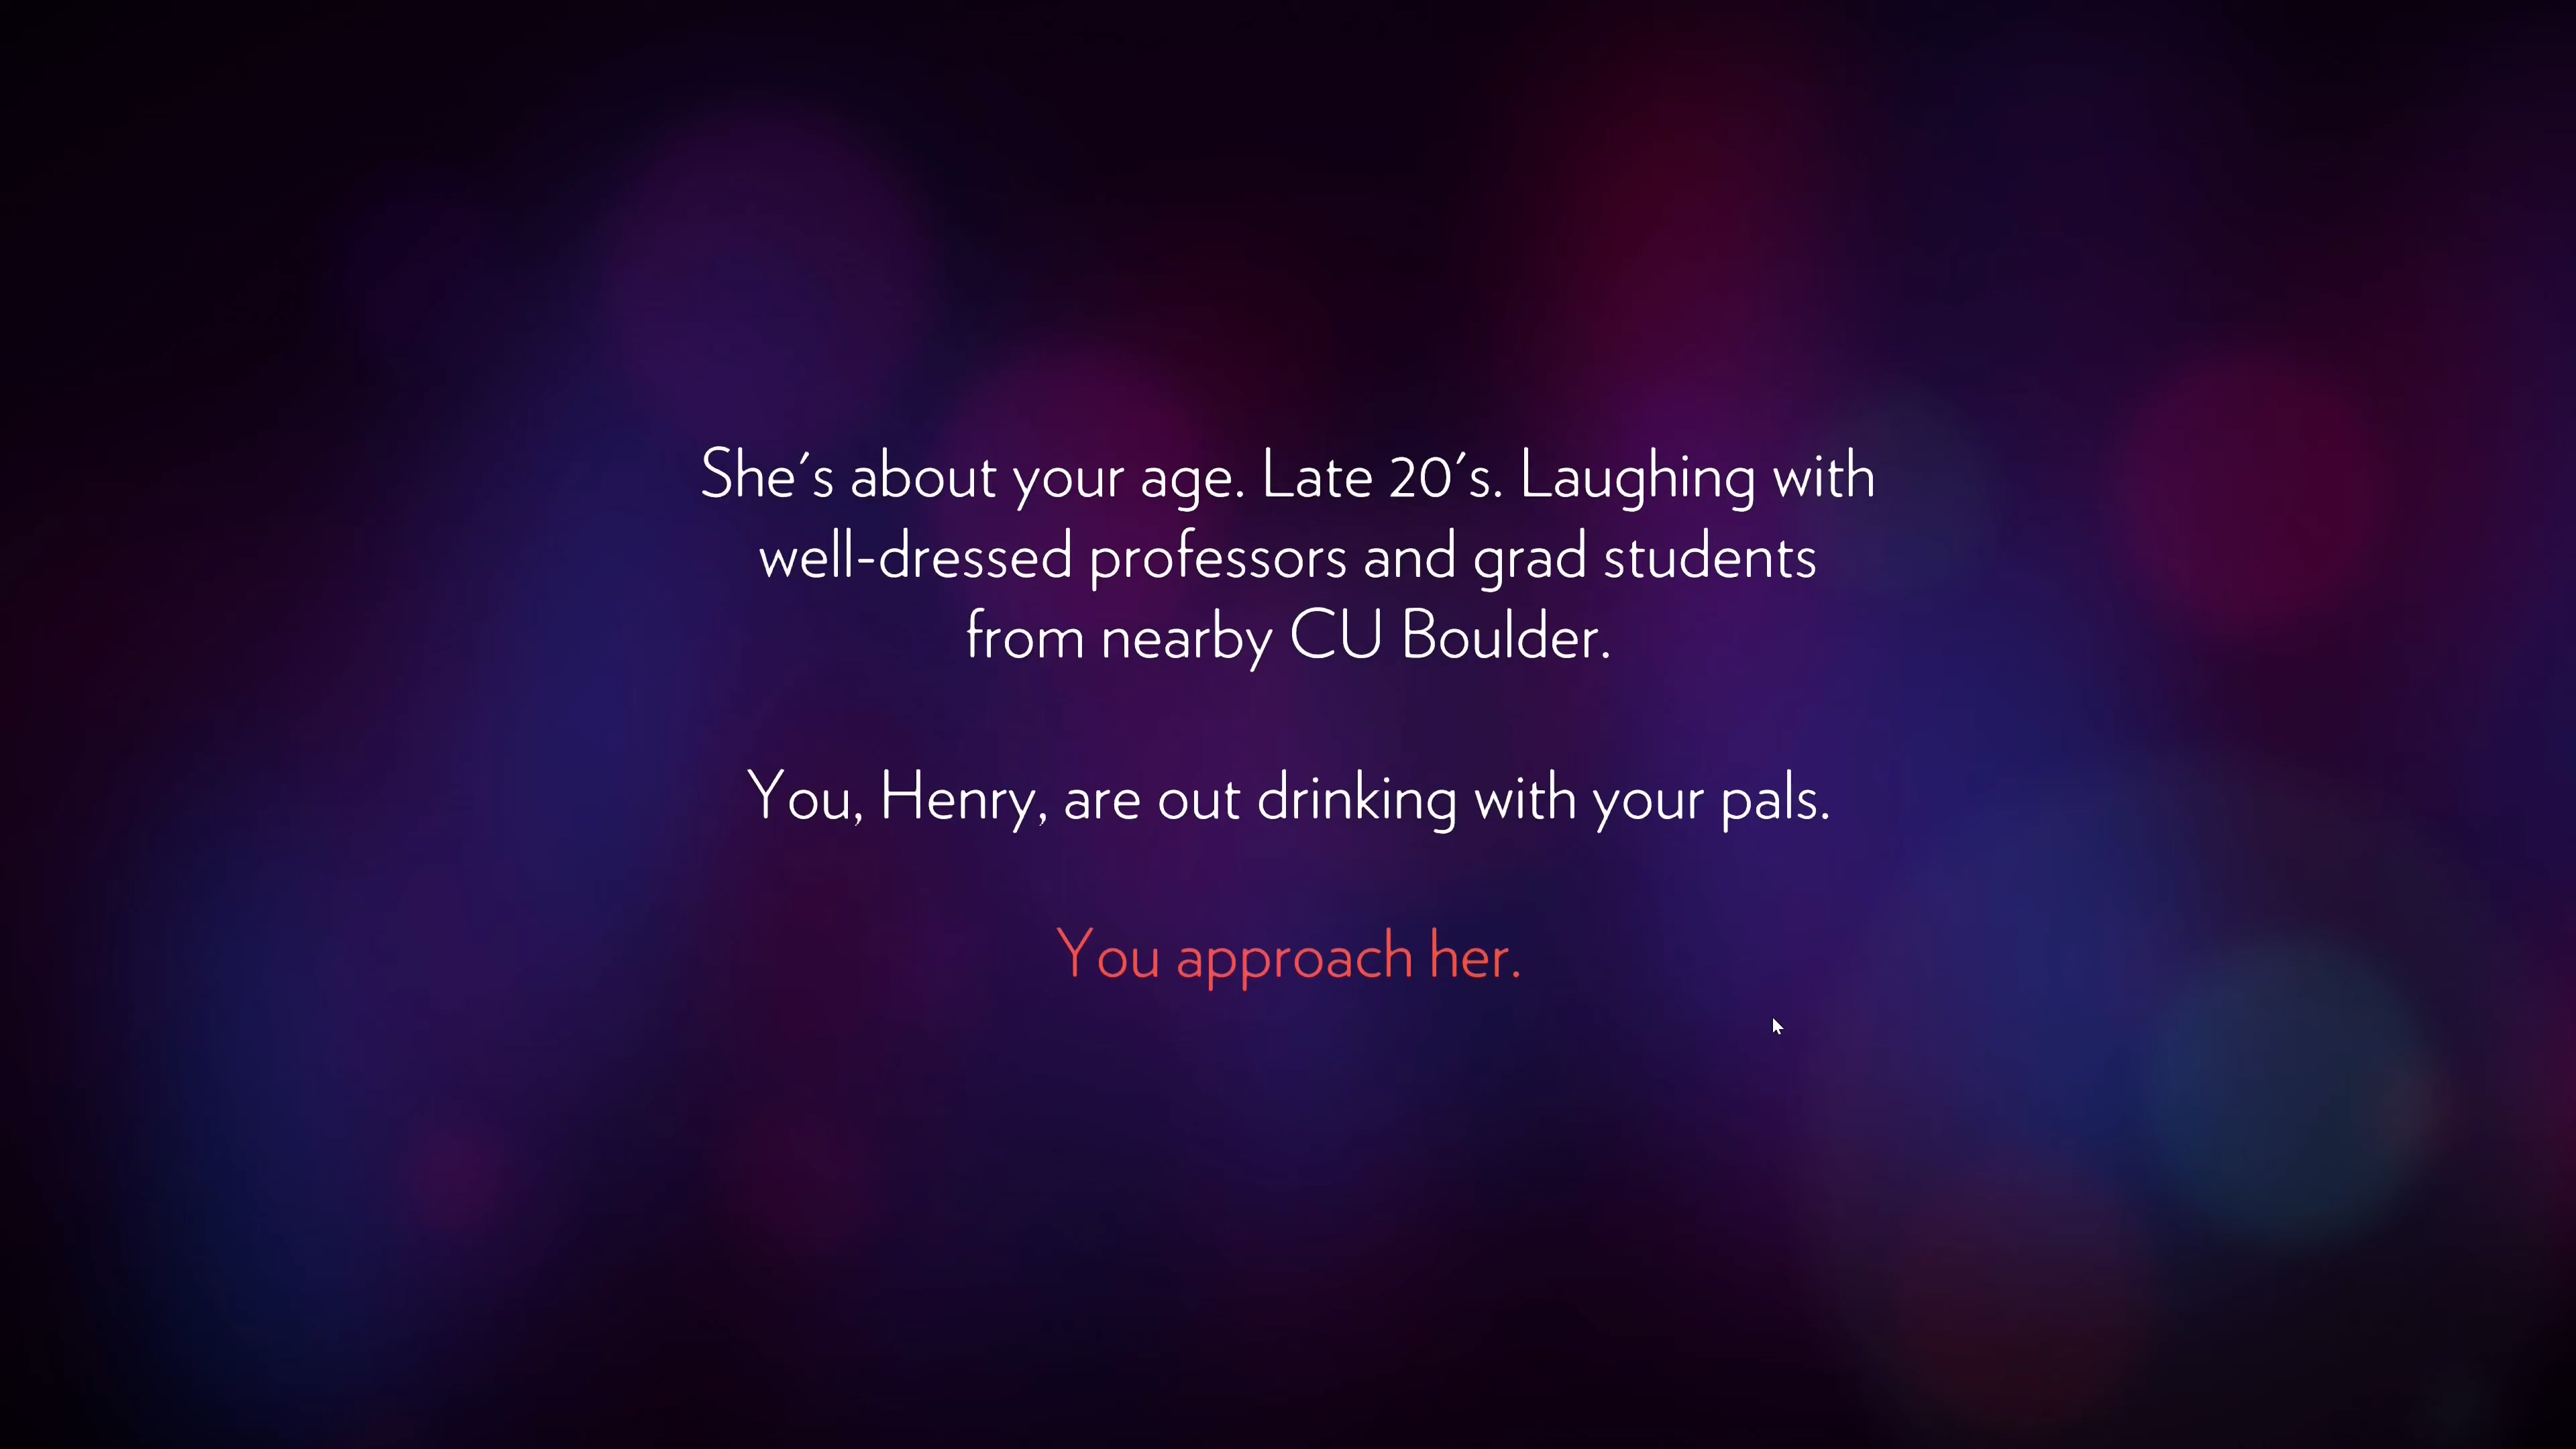 She's about your age. Late 20's. Laughing with
well-dressed professors and grad students
from nearby CU Boulder.
You, Henry, are out drinking with your pals.
You approach her.